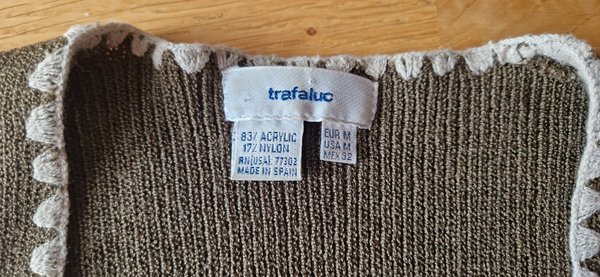 trafaluc
83% ACRYLIC
17% NYLON
RN(USA): 77302
MADE IN SPAIN
EUR M
USA M
MEX 32